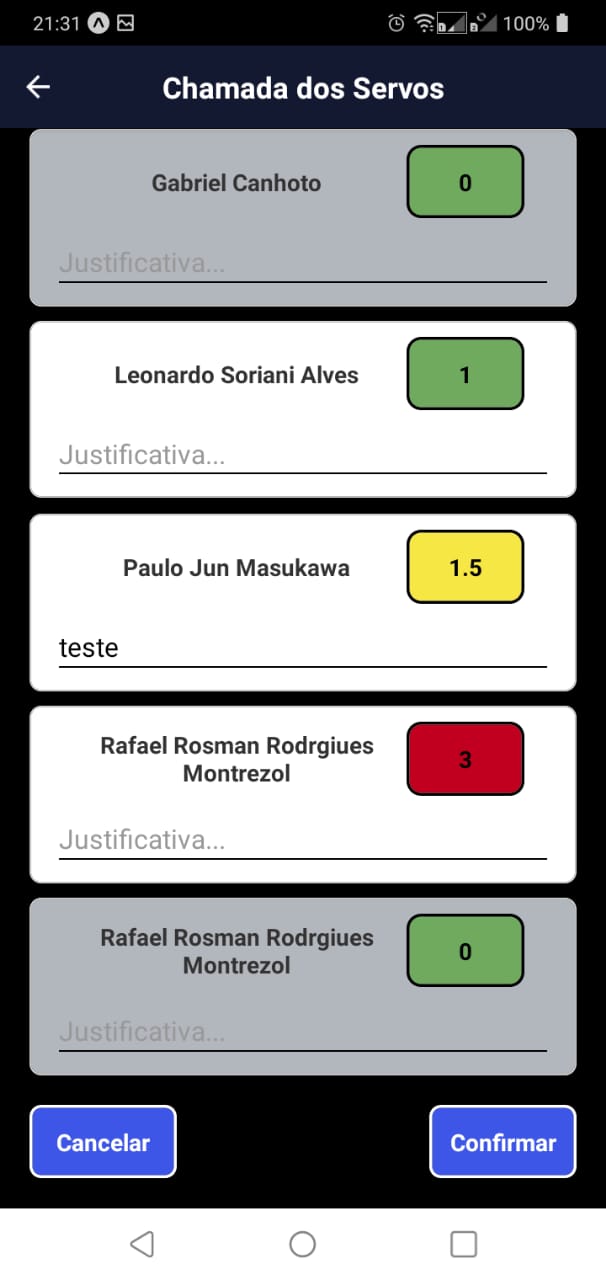 21:31 100%
Chamada dos Servos
Gabriel Canhoto 0
Justificativa...
Leonardo Soriani Alves 1
Justificativa...
Paulo Jun Masukawa 1.5
teste
Rafael Rosman Rodrgiues
Montrezol 3
Justificativa...
Rafael Rosman Rodrgiues
Montrezol 0
Justificativa...
Cancelar Confirmar